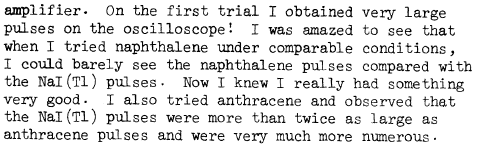 amplifier. On the first trial I obtained very large
pulses on the oscilloscope! I was amazed to see that
when I tried naphthalene under comparable conditions,
I could barely see the naphthalene pulses compared with
the NaI(Tl) pulses. Now I knew I really had something
very good. I also tried anthracene and observed that
the NaI(Tl) pulses were more than twice as large as
anthracene pulses and were very much more numerous.